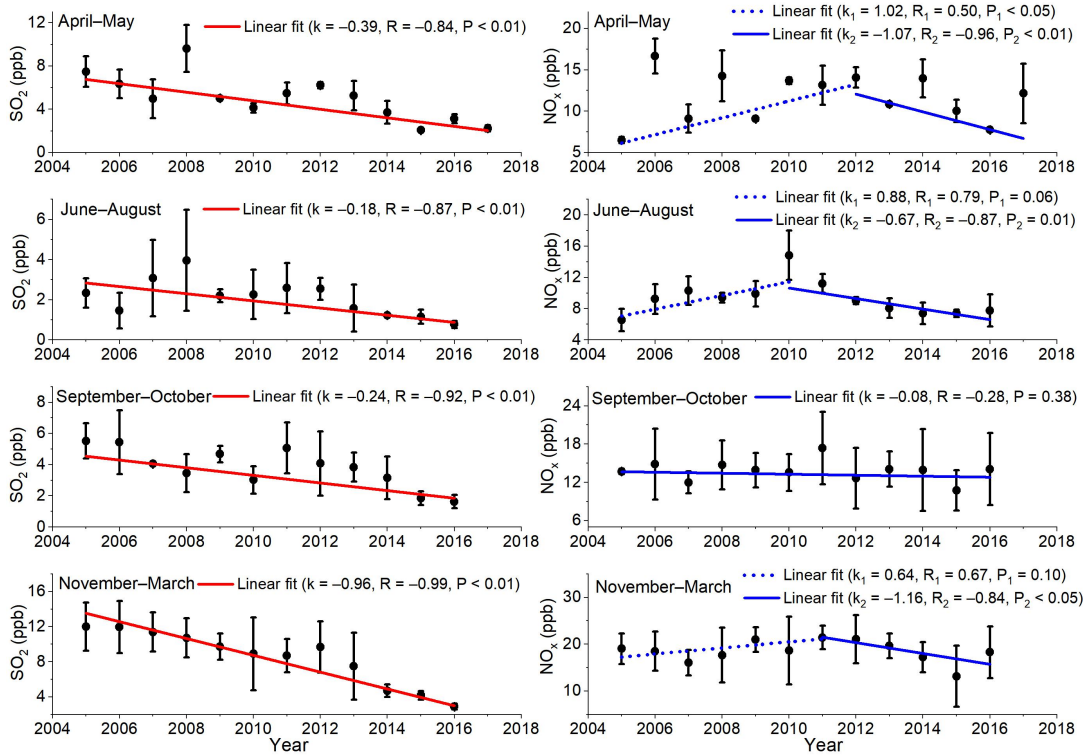 April–May
Linear fit (k = –0.39, R = –0.84, P < 0.01)
SO₂ (ppb)
12
8
4
0
2004 2006 2008 2010 2012 2014 2016 2018
April–May
Linear fit (k₁ = 1.02, R₁ = 0.50, P₁ < 0.05)
Linear fit (k₂ = –1.07, R₂ = –0.96, P₂ < 0.01)
NOₓ (ppb)
20
15
10
5
2004 2006 2008 2010 2012 2014 2016 2018
June–August
Linear fit (k = –0.18, R = –0.87, P < 0.01)
SO₂ (ppb)
6
4
2
0
2004 2006 2008 2010 2012 2014 2016 2018
June–August
Linear fit (k₁ = 0.88, R₁ = 0.79, P₁ = 0.06)
Linear fit (k₂ = –0.67, R₂ = –0.87, P₂ = 0.01)
NOₓ (ppb)
20
16
12
8
4
2004 2006 2008 2010 2012 2014 2016 2018
September–October
Linear fit (k = –0.24, R = –0.92, P < 0.01)
SO₂ (ppb)
8
6
4
2
0
2004 2006 2008 2010 2012 2014 2016 2018
September–October
Linear fit (k = –0.08, R = –0.28, P = 0.38)
NOₓ (ppb)
24
18
12
6
2004 2006 2008 2010 2012 2014 2016 2018
November–March
Linear fit (k = –0.96, R = –0.99, P < 0.01)
SO₂ (ppb)
16
12
8
4
2004 2006 2008 2010 2012 2014 2016 2018
Year
November–March
Linear fit (k₁ = 0.64, R₁ = 0.67, P₁ = 0.10)
Linear fit (k₂ = –1.16, R₂ = –0.84, P₂ < 0.05)
NOₓ (ppb)
30
20
10
2004 2006 2008 2010 2012 2014 2016 2018
Year